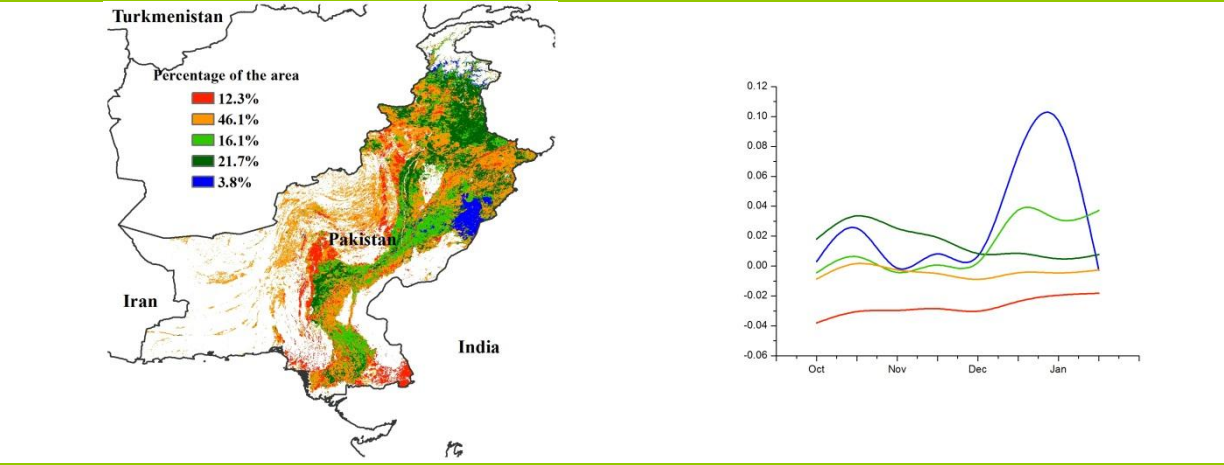 Turkmenistan
Percentage of the area
12.3%
46.1%
16.1%
21.7%
3.8%
Pakistan
Iran
India
0.12
0.10
0.08
0.06
0.04
0.02
0.00
-0.02
-0.04
-0.06
Oct Nov Dec Jan